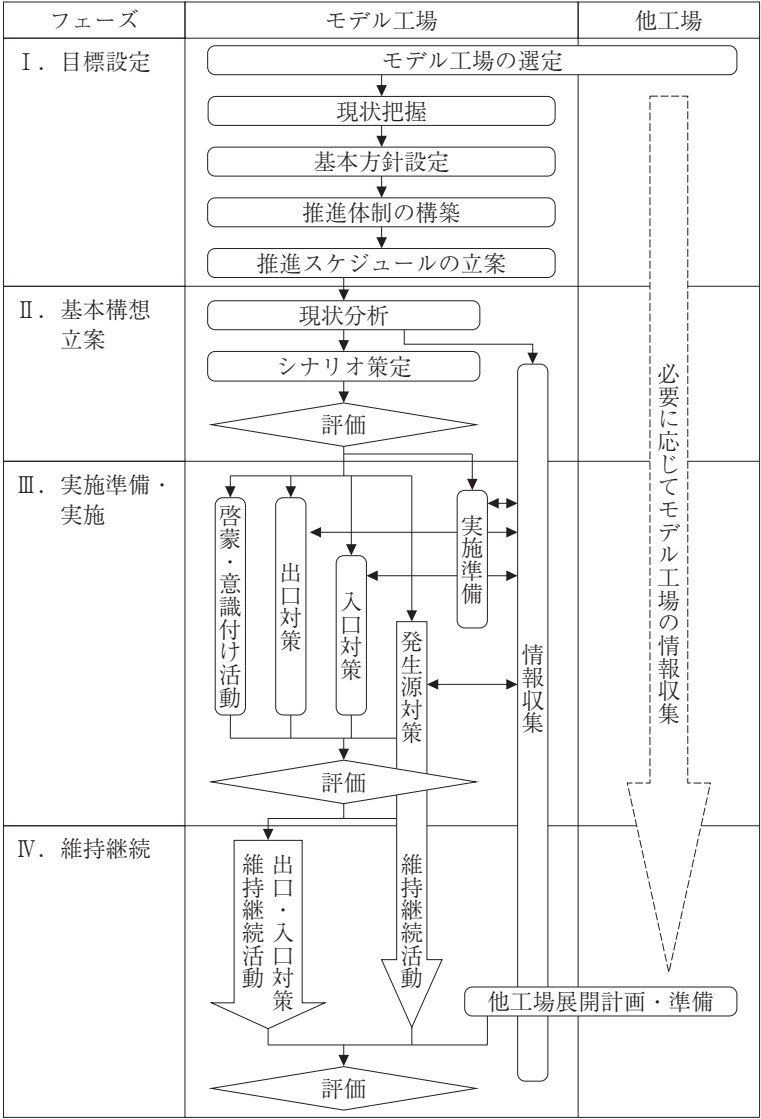 フェーズ
モデル工場
他工場
Ⅰ．目標設定
モデル工場の選定
現状把握
基本方針設定
推進体制の構築
推進スケジュールの立案
Ⅱ．基本構想
立案
現状分析
シナリオ策定
評価
必要に応じてモデル工場の情報収集
Ⅲ．実施準備・
実施
啓蒙・意識付け活動
出口対策
入口対策
発生源対策
実施準備
情報収集
評価
Ⅳ．維持継続
出口・入口対策
維持継続活動
維持継続活動
他工場展開計画・準備
評価